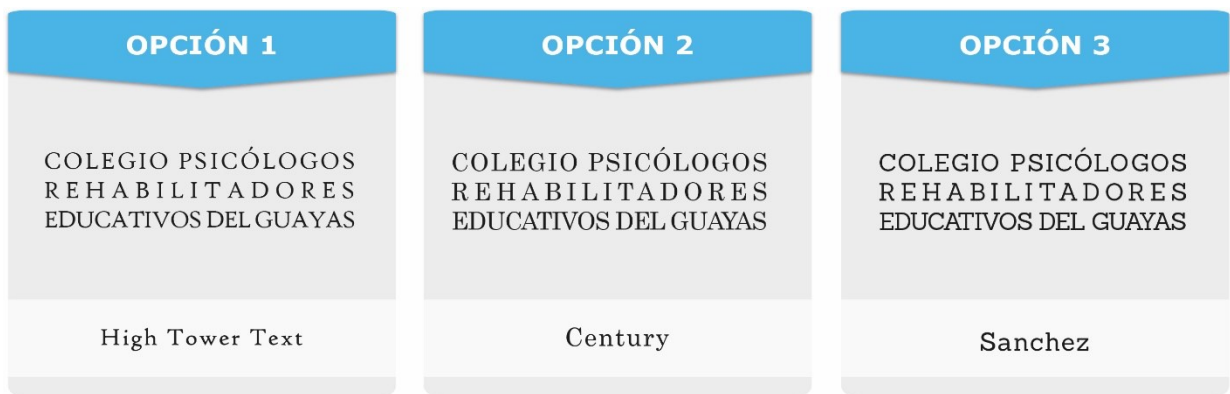 OPCIÓN 1
COLEGIO PSICÓLOGOS
REHABILITADORES
EDUCATIVOS DEL GUAYAS
High Tower Text
OPCIÓN 2
COLEGIO PSICÓLOGOS
REHABILITADORES
EDUCATIVOS DEL GUAYAS
Century
OPCIÓN 3
COLEGIO PSICÓLOGOS
REHABILITADORES
EDUCATIVOS DEL GUAYAS
Sanchez